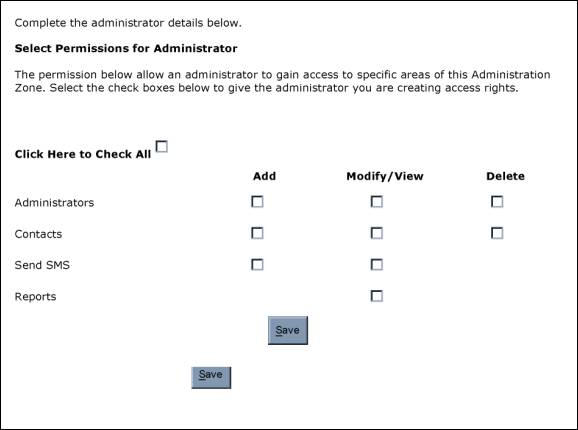 Complete the administrator details below.
Select Permissions for Administrator
The permission below allow an administrator to gain access to specific areas of this Administration
Zone. Select the check boxes below to give the administrator you are creating access rights.
Click Here to Check All
Add Modify/View Delete
Administrators
Contacts
Send SMS
Reports
Save
Save